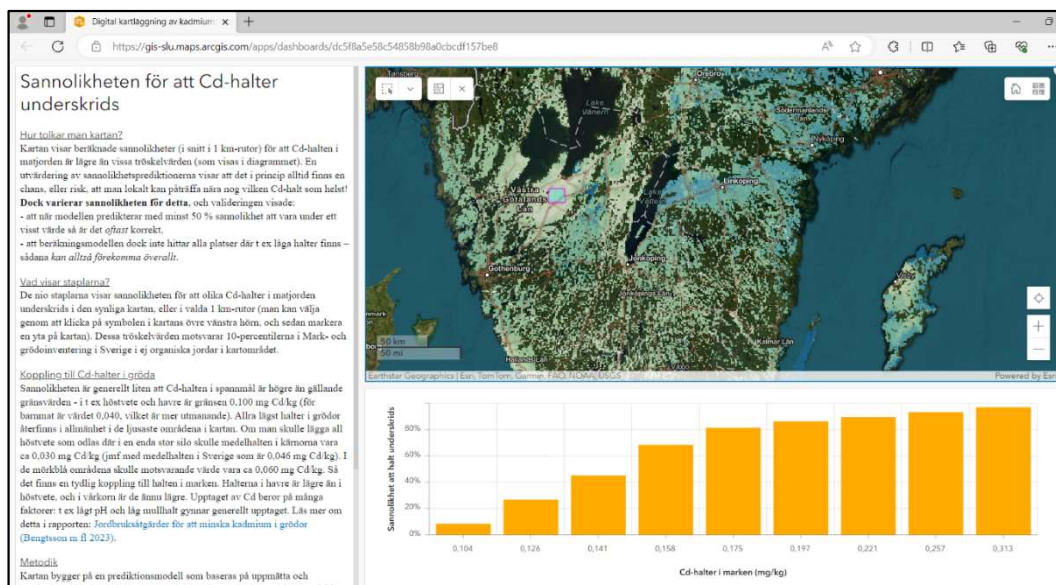 Digital kartläggning av kadmium
https://gis-slu.maps.arcgis.com/apps/dashboards/dc5f8a5e58c54858b98a0cbcdf157be8
Sannolikheten för att Cd-halter
underskrids
Hur tolkar man kartan?
Kartan visar beräknade sannolikheter (i snitt i 1 km-rutor) för att Cd-halten i
matjorden är lägre än vissa tröskelvärden (som visas i diagrammet). En
utvärdering av sannolikhetsprediktionerna visar att det i princip alltid finns en
chans, eller risk, att man lokalt kan påträffa nära nog vilken Cd-halt som helst!
Dock varierar sannolikheten för detta, och valideringen visade:
- att när modellen predikterar med minst 50 % sannolikhet att vara under ett
visst värde så är det oftast korrekt,
- att beräkningsmodellen dock inte hittar alla platser där t ex låga halter finns –
sådana kan alltså förekomma överallt.
Vad visar staplarna?
De nio staplarna visar sannolikheten för att olika Cd-halter i matjorden
underskrids i den synliga kartan, eller i valda 1 km-rutor (man kan välja
genom att klicka på symbolen i kartans övre vänstra hörn, och sedan markera
en yta på kartan). Dessa tröskelvärden motsvarar 10-percentilerna i Mark- och
grödoinventering i Sverige i ej organiska jordar i kartområdet.
Koppling till Cd-halter i gröda
Sannolikheten är generellt liten att Cd-halten i spannmål är högre än gällande
gränsvärden - i t ex höstvete och havre är gränsen 0,100 mg Cd/kg (för
barnmat är värdet 0,040, vilket är mer utmanande). Allra lägst halter i grödor
återfinns i allmänhet i de ljusaste områdena i kartan. Om man skulle lägga all
höstvete som odlas där i en enda stor silo skulle medelhalten i kärnorna vara
ca 0,030 mg Cd/kg (jmf med medelhalten i Sverige som är 0,046 mg Cd/kg). I
de mörkblå områdena skulle motsvarande värde vara ca 0,060 mg Cd/kg. Så
det finns en tydlig koppling till halten i marken. Halterna i havre är lägre än i
höstvete, och i vårkorn är de ännu lägre. Upptaget av Cd beror på många
faktorer: t ex lågt pH och låg mullhalt gynnar generellt upptaget. Läs mer om
detta i rapporten: Jordbruksåtgärder för att minska kadmium i grödor
(Bengtsson m fl 2023).
Metodik
Kartan bygger på en prediktionsmodell som baseras på uppmätta och
Tønsberg
Örebro
Lake
Vänern
Södermanlands
Län
Nyköping
Västra
Götalands
Län
Lake
Vättern
Linköping
Gothenburg
Jönköping
Jönköpings Län
Visby
Hallands Län
Växjö
Kalmar Län
50 km
50 mi
Earthstar Geographics | Esri, TomTom, Garmin, FAO, NOAA, USGS
Powered by Esri
Sannolikhet att halt underskrids
80%
60%
40%
20%
0%
0,104 0,126 0,141 0,158 0,175 0,197 0,221 0,257 0,313
Cd-halter i marken (mg/kg)